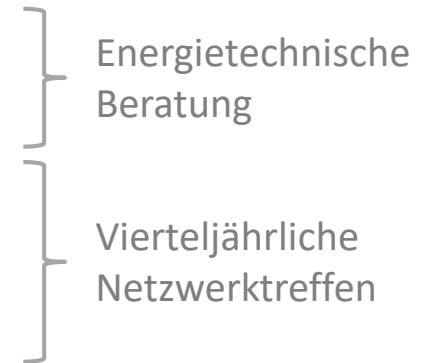 Energietechnische
Beratung
Vierteljährliche
Netzwerktreffen